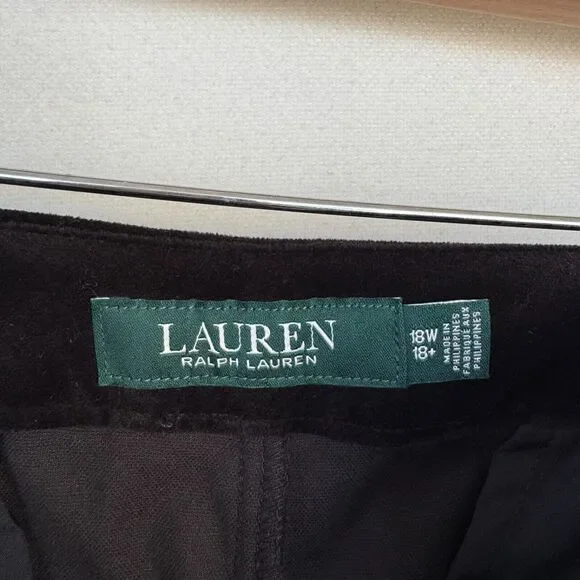 LAUREN
RALPH LAUREN
18W
18+
MADE IN
PHILIPPINES
FABRIQUE AUX
PHILIPPINES